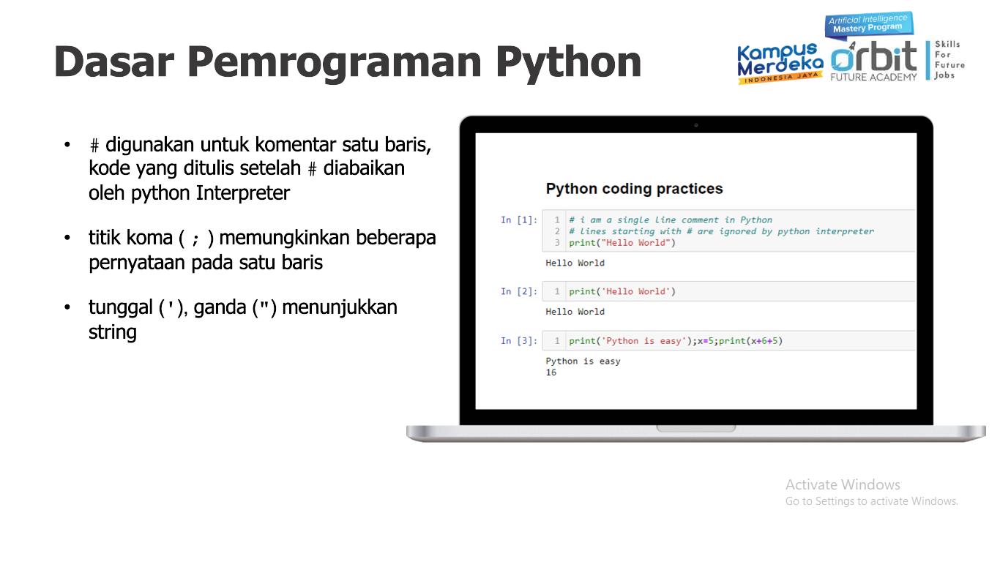 Artificial Intelligence
Mastery Program
Dasar Pemrograman Python
Kampus
Merdeka
INDONESIA JAYA
orbit
FUTURE ACADEMY
Skills
For
Future
Jobs
• # digunakan untuk komentar satu baris,
kode yang ditulis setelah # diabaikan
oleh python Interpreter
• titik koma ( ; ) memungkinkan beberapa
pernyataan pada satu baris
• tunggal ('), ganda (") menunjukkan
string
Python coding practices
In [1]: 1 # i am a single line comment in Python
2 # lines starting with # are ignored by python interpreter
3 print("Hello World")
Hello World
In [2]: 1 print('Hello World')
Hello World
In [3]: 1 print('Python is easy');x=5;print(x+6+5)
Python is easy
16
Activate Windows
Go to Settings to activate Windows.